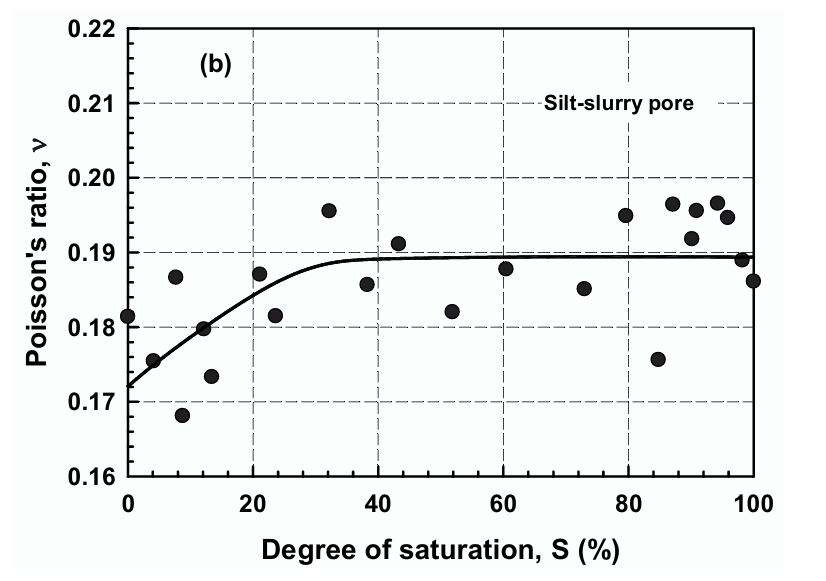 0.22
(b)
0.21
Silt-slurry pore
0.20
0.19
0.18
0.17
0.16
Poisson's ratio, ν
0 20 40 60 80 100
Degree of saturation, S (%)